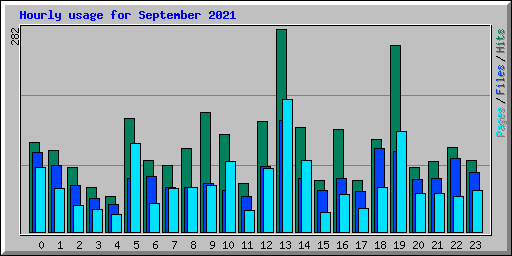 Hourly usage for September 2021
282
Pages / Files / Hits
0 1 2 3 4 5 6 7 8 9 10 11 12 13 14 15 16 17 18 19 20 21 22 23